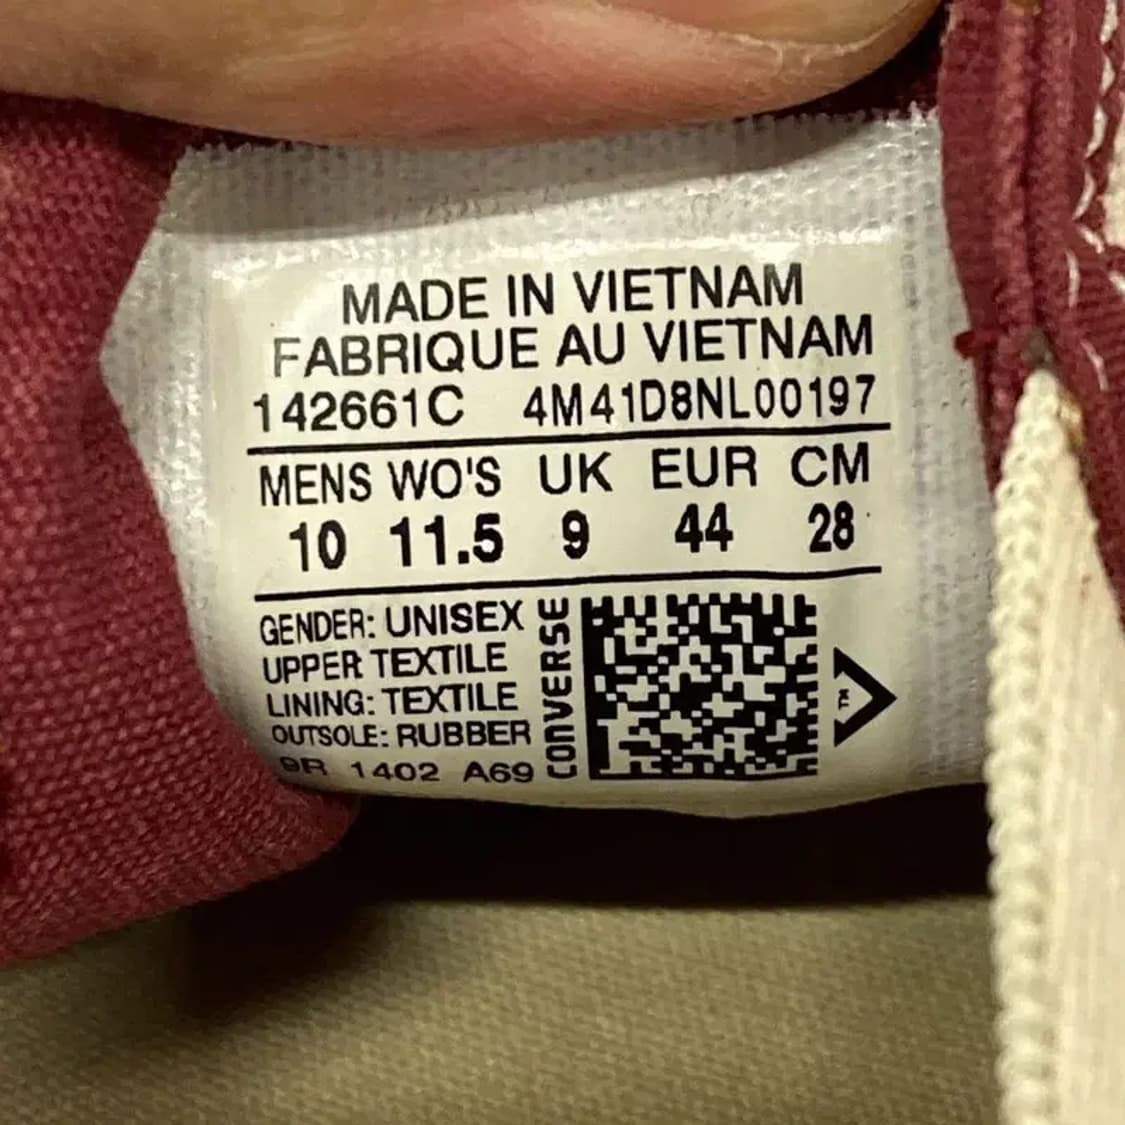 MADE IN VIETNAM
FABRIQUE AU VIETNAM
142661C 4M41D8NL00197
MENS WO'S UK EUR CM
10 11.5 9 44 28
GENDER: UNISEX
UPPER TEXTILE
LINING: TEXTILE
OUTSOLE: RUBBER
9R 1402 A69
CONVERSE